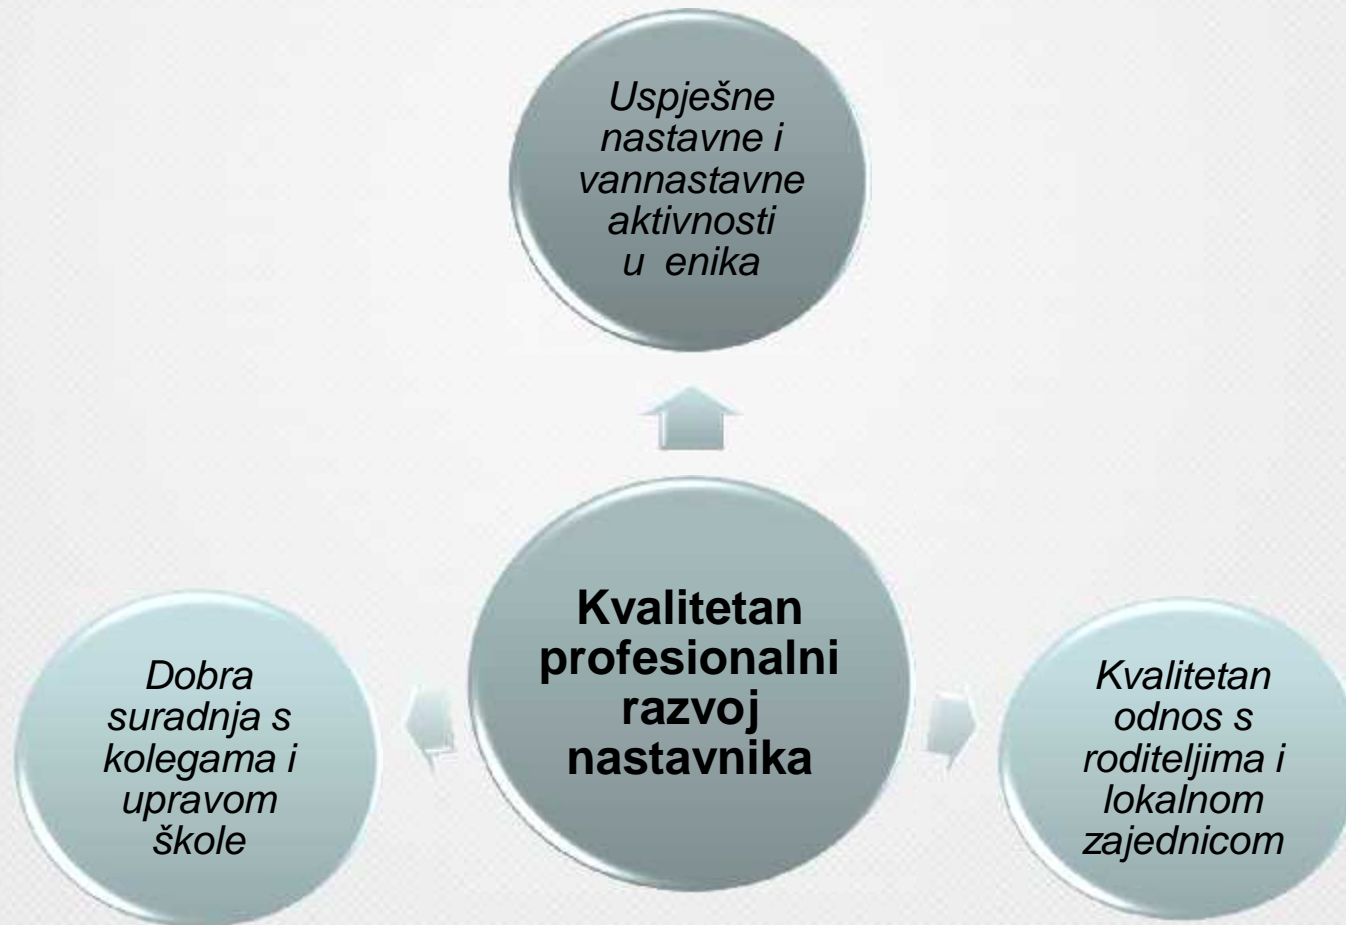 Uspješne
nastavne i
vannastavne
aktivnosti
u enika
Kvalitetan
profesionalni
razvoj
nastavnika
Dobra
suradnja s
kolegama i
upravom
škole
Kvalitetan
odnos s
roditeljima i
lokalnom
zajednicom